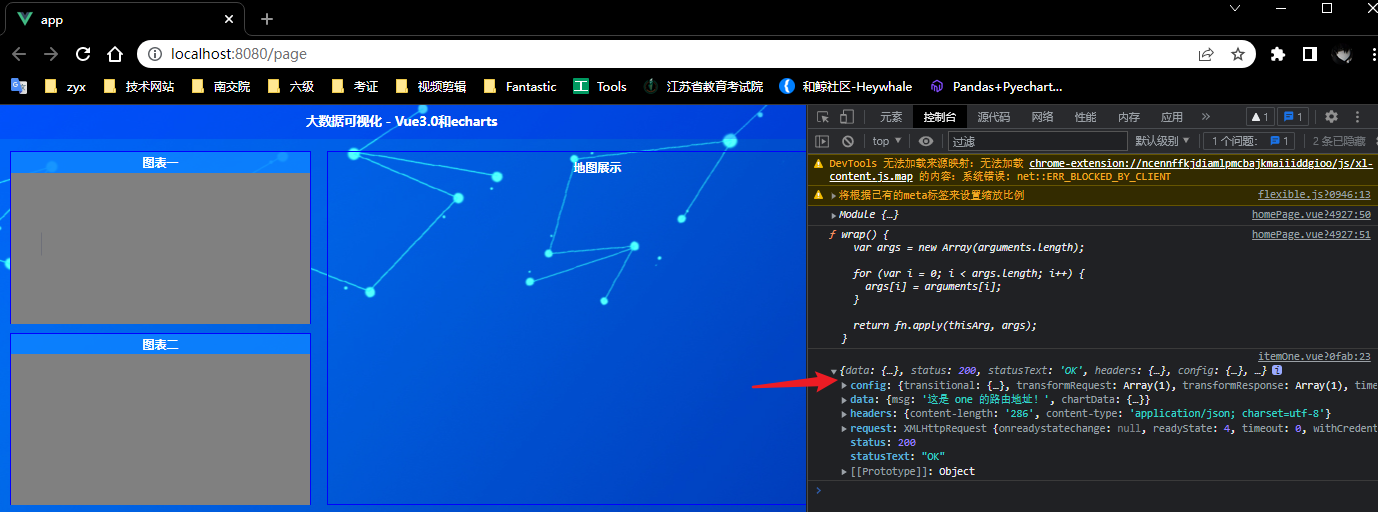 app
localhost:8080/page
zyx
技术网站
南交院
六级
考证
视频剪辑
Fantastic
Tools
江苏省教育考试院
和鲸社区-Heywhale
Pandas+Pyechart...
大数据可视化 - Vue3.0和echarts
图表一
地图展示
图表二
元素
控制台
源代码
网络
性能
内存
应用
»
1
1
top
过滤
默认级别
1 个问题:
1
2 条已隐藏
DevTools 无法加载来源映射: 无法加载 chrome-extension://ncennffkjdiamlpmcbajkmaiiiddgioo/js/xl-
content.js.map 的内容: 系统错误: net::ERR_BLOCKED_BY_CLIENT
将根据已有的meta标签来设置缩放比例
flexible.js?0946:13
Module {…}
homePage.vue?4927:50
ƒ wrap() {
homePage.vue?4927:51
var args = new Array(arguments.length);
for (var i = 0; i < args.length; i++) {
args[i] = arguments[i];
}
return fn.apply(thisArg, args);
}
itemOne.vue?0fab:23
{data: {…}, status: 200, statusText: 'OK', headers: {…}, config: {…}, …}
config: {transitional: {…}, transformRequest: Array(1), transformResponse: Array(1), time
data: {msg: '这是 one 的路由地址! ', chartData: {…}}
headers: {content-length: '286', content-type: 'application/json; charset=utf-8'}
request: XMLHttpRequest {onreadystatechange: null, readyState: 4, timeout: 0, withCredent
status: 200
statusText: "OK"
[[Prototype]]: Object